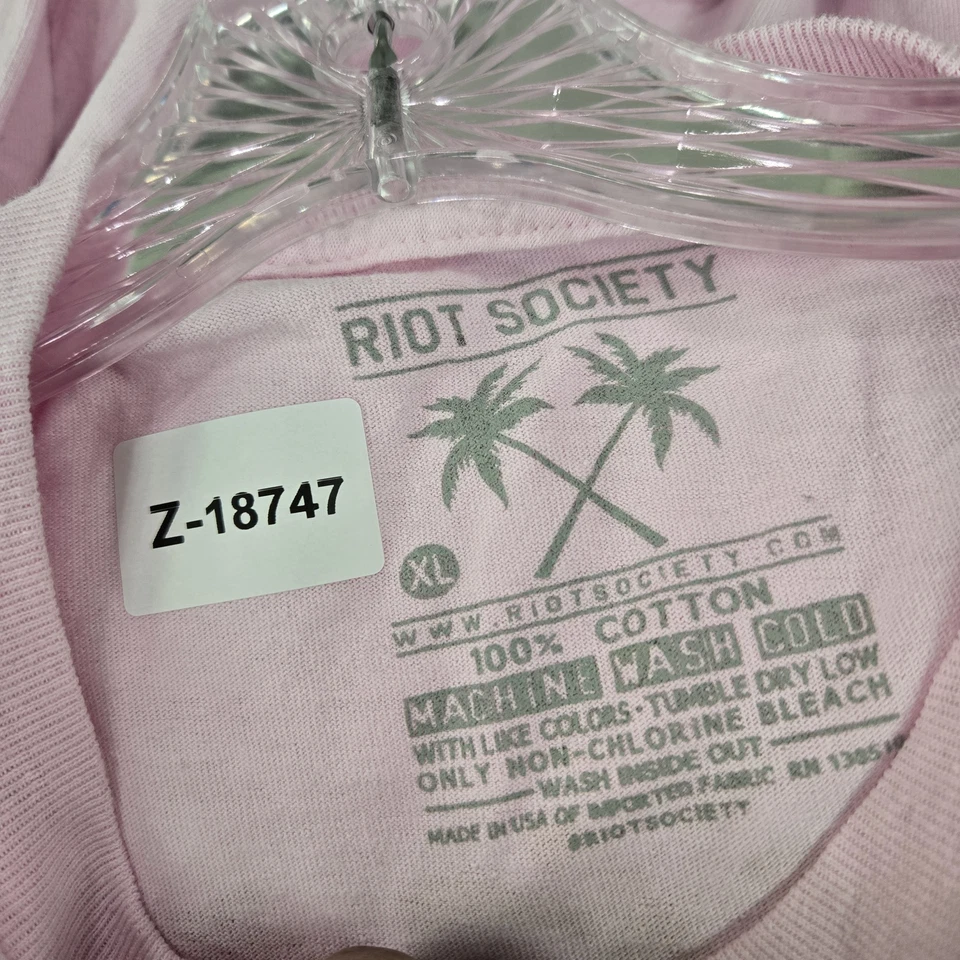 RIOT SOCIETY
Z-18747
XL
WWW.RIOTSOCIETY.COM
100% COTTON
MACHINE WASH COLD
WITH LIKE COLORS·TUMBLE DRY LOW
ONLY NON-CHLORINE BLEACH
WASH INSIDE OUT
MADE IN USA OF IMPORTED FABRIC RN
#RIOTSOCIETY